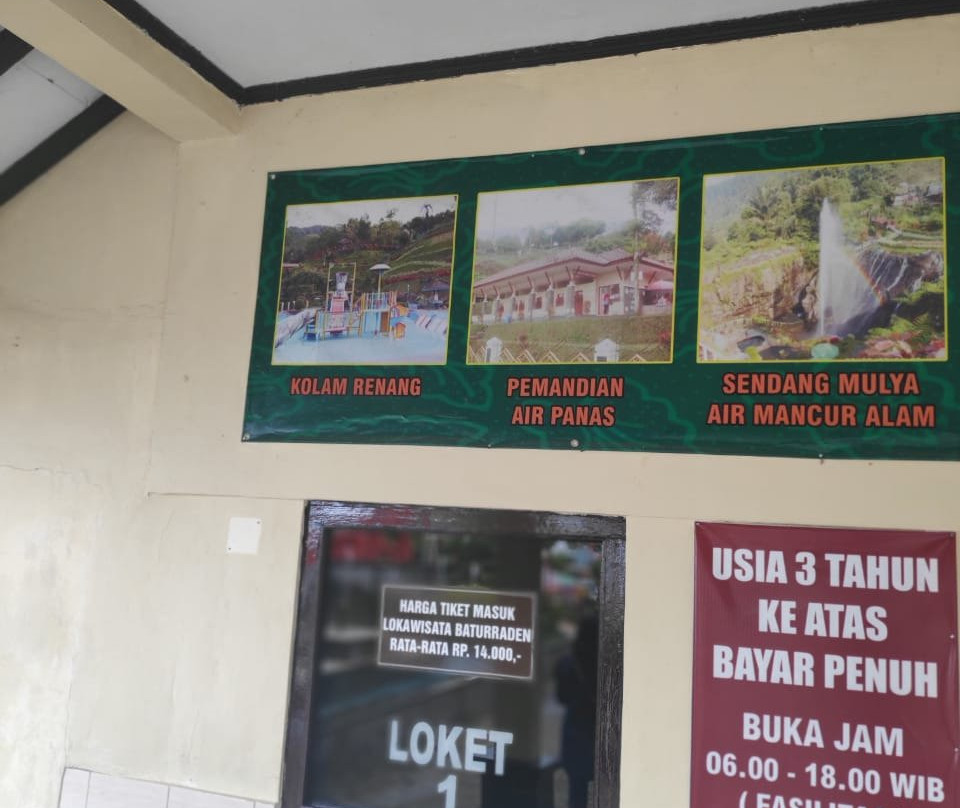 KOLAM RENANG
PEMANDIAN
AIR PANAS
SENDANG MULYA
AIR MANCUR ALAM
HARGA TIKET MASUK
LOKAWISATA BATURRADEN
RATA-RATA RP. 14.000,-
LOKET
1
USIA 3 TAHUN
KE ATAS
BAYAR PENUH
BUKA JAM
06.00 - 18.00 WIB